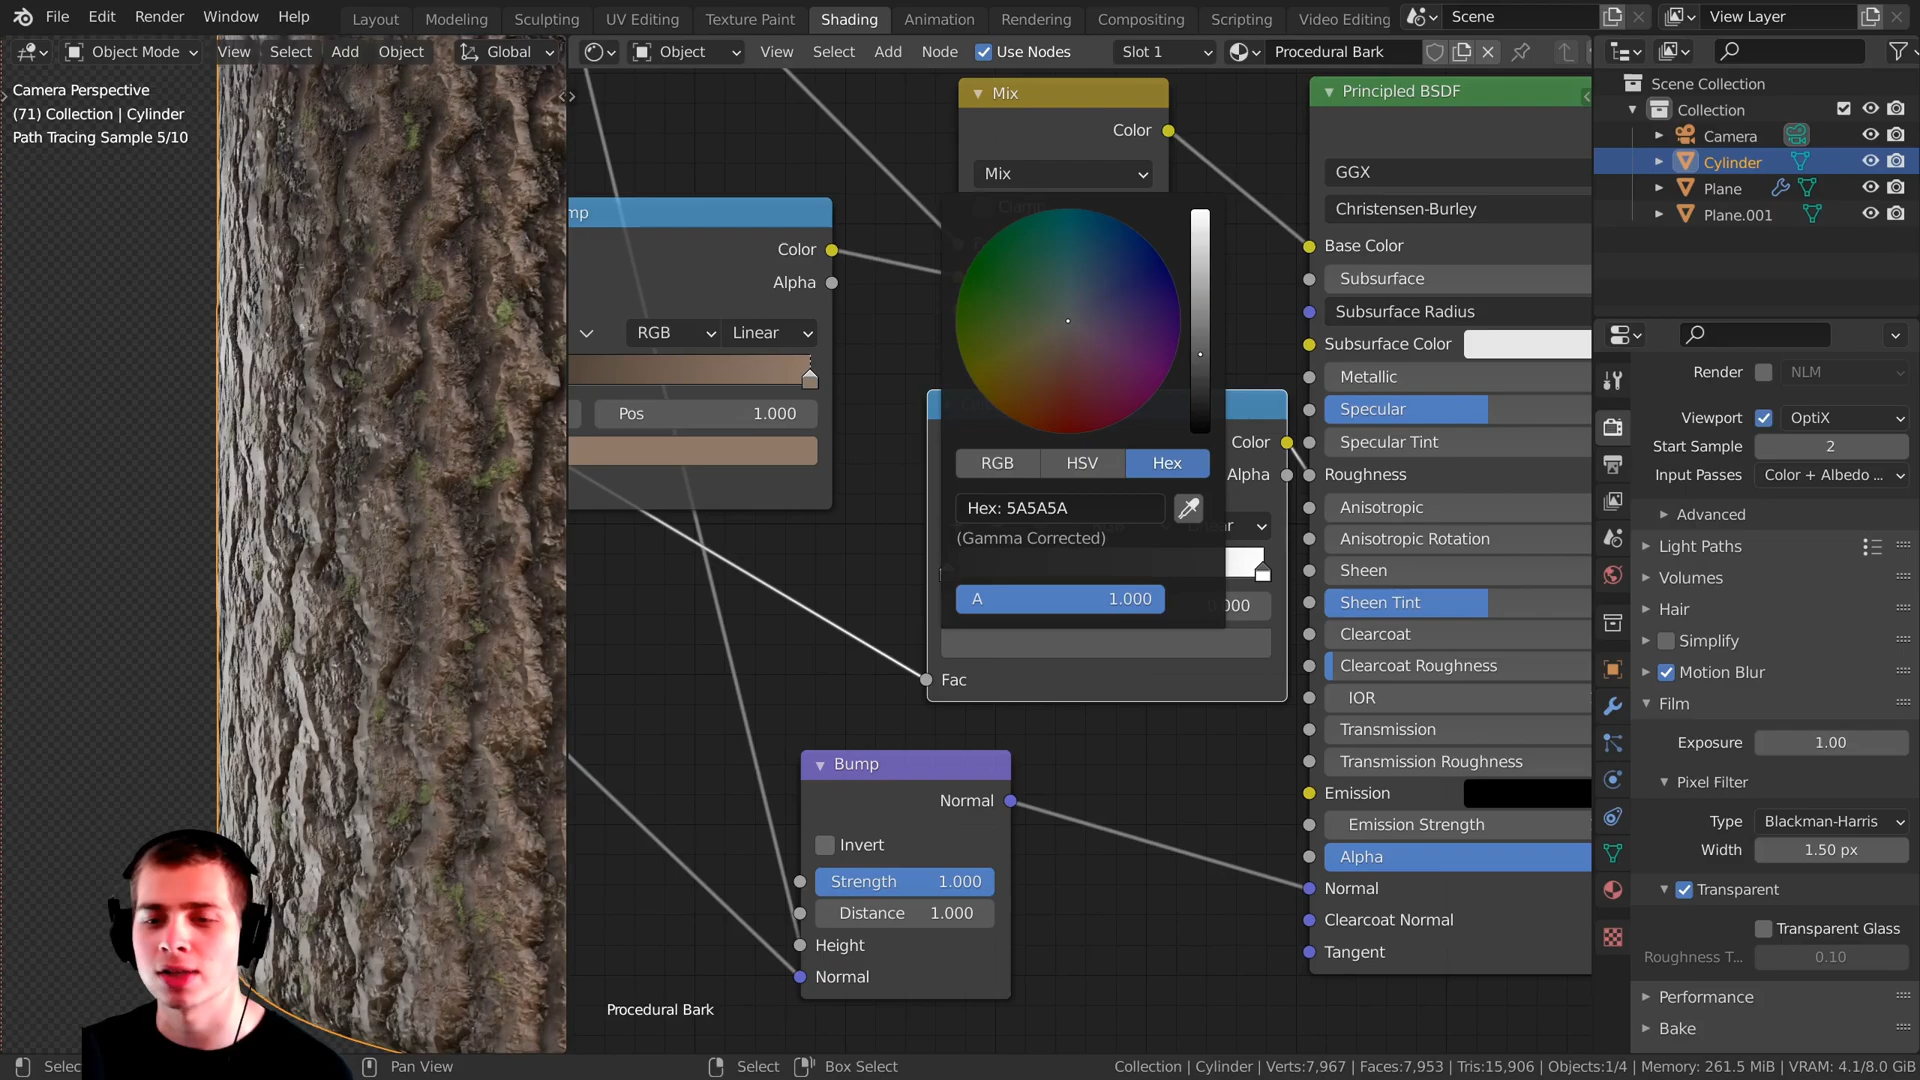 File Edit Render Window Help Layout Modeling Sculpting UV Editing Texture Paint Shading Animation Rendering Compositing Scripting Video Editing Scene View Layer
Object Mode View Select Add Object Global Object View Select Add Node Use Nodes Slot 1 Procedural Bark
Camera Perspective
(71) Collection | Cylinder
Path Tracing Sample 5/10
mp
Color
Alpha
RGB Linear
Pos 1.000
Mix
Color
Mix
RGB HSV Hex
Hex: 5A5A5A
(Gamma Corrected)
A 1.000
Color
Alpha
Fac
Bump
Normal
Invert
Strength 1.000
Distance 1.000
Height
Normal
Procedural Bark
Principled BSDF
GGX
Christensen-Burley
Base Color
Subsurface
Subsurface Radius
Subsurface Color
Metallic
Specular
Specular Tint
Roughness
Anisotropic
Anisotropic Rotation
Sheen
Sheen Tint
Clearcoat
Clearcoat Roughness
IOR
Transmission
Transmission Roughness
Emission
Emission Strength
Alpha
Normal
Clearcoat Normal
Tangent
Scene Collection
Collection
Camera
Cylinder
Plane
Plane.001
Render NLM
Viewport OptiX
Start Sample 2
Input Passes Color + Albedo ...
Advanced
Light Paths
Volumes
Hair
Simplify
Motion Blur
Film
Exposure 1.00
Pixel Filter
Type Blackman-Harris
Width 1.50 px
Transparent
Transparent Glass
Roughness T... 0.10
Performance
Bake
Selec Pan View Select Box Select Collection | Cylinder | Verts:7,967 | Faces:7,953 | Tris:15,906 | Objects:1/4 | Memory: 261.5 MiB | VRAM: 4.1/8.0 GiB